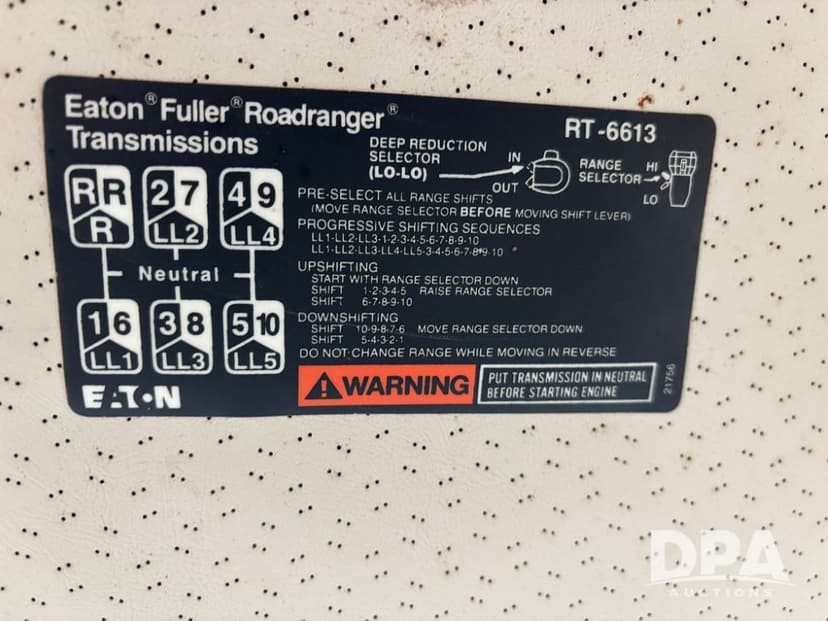 Eaton® Fuller® Roadranger®
Transmissions
RT-6613
DEEP REDUCTION
SELECTOR
(LO-LO)
IN
OUT
RANGE
SELECTOR
HI
LO
R R
R
2 7
LL2
4 9
LL4
Neutral
1 6
LL1
3 8
LL3
5 10
LL5
PRE-SELECT ALL RANGE SHIFTS
(MOVE RANGE SELECTOR BEFORE MOVING SHIFT LEVER)
PROGRESSIVE SHIFTING SEQUENCES
LL1-LL2-LL3-1-2-3-4-5-6-7-8-9-10
LL1-LL2-LL3-LL4-LL5-3-4-5-6-7-8-9-10
UPSHIFTING
START WITH RANGE SELECTOR DOWN
SHIFT 1-2-3-4-5 RAISE RANGE SELECTOR
SHIFT 6-7-8-9-10
DOWNSHIFTING
SHIFT 10-9-8-7-6 MOVE RANGE SELECTOR DOWN
SHIFT 5-4-3-2-1
DO NOT CHANGE RANGE WHILE MOVING IN REVERSE
WARNING
PUT TRANSMISSION IN NEUTRAL
BEFORE STARTING ENGINE
EATON
21756
DPA
AUCTIONS